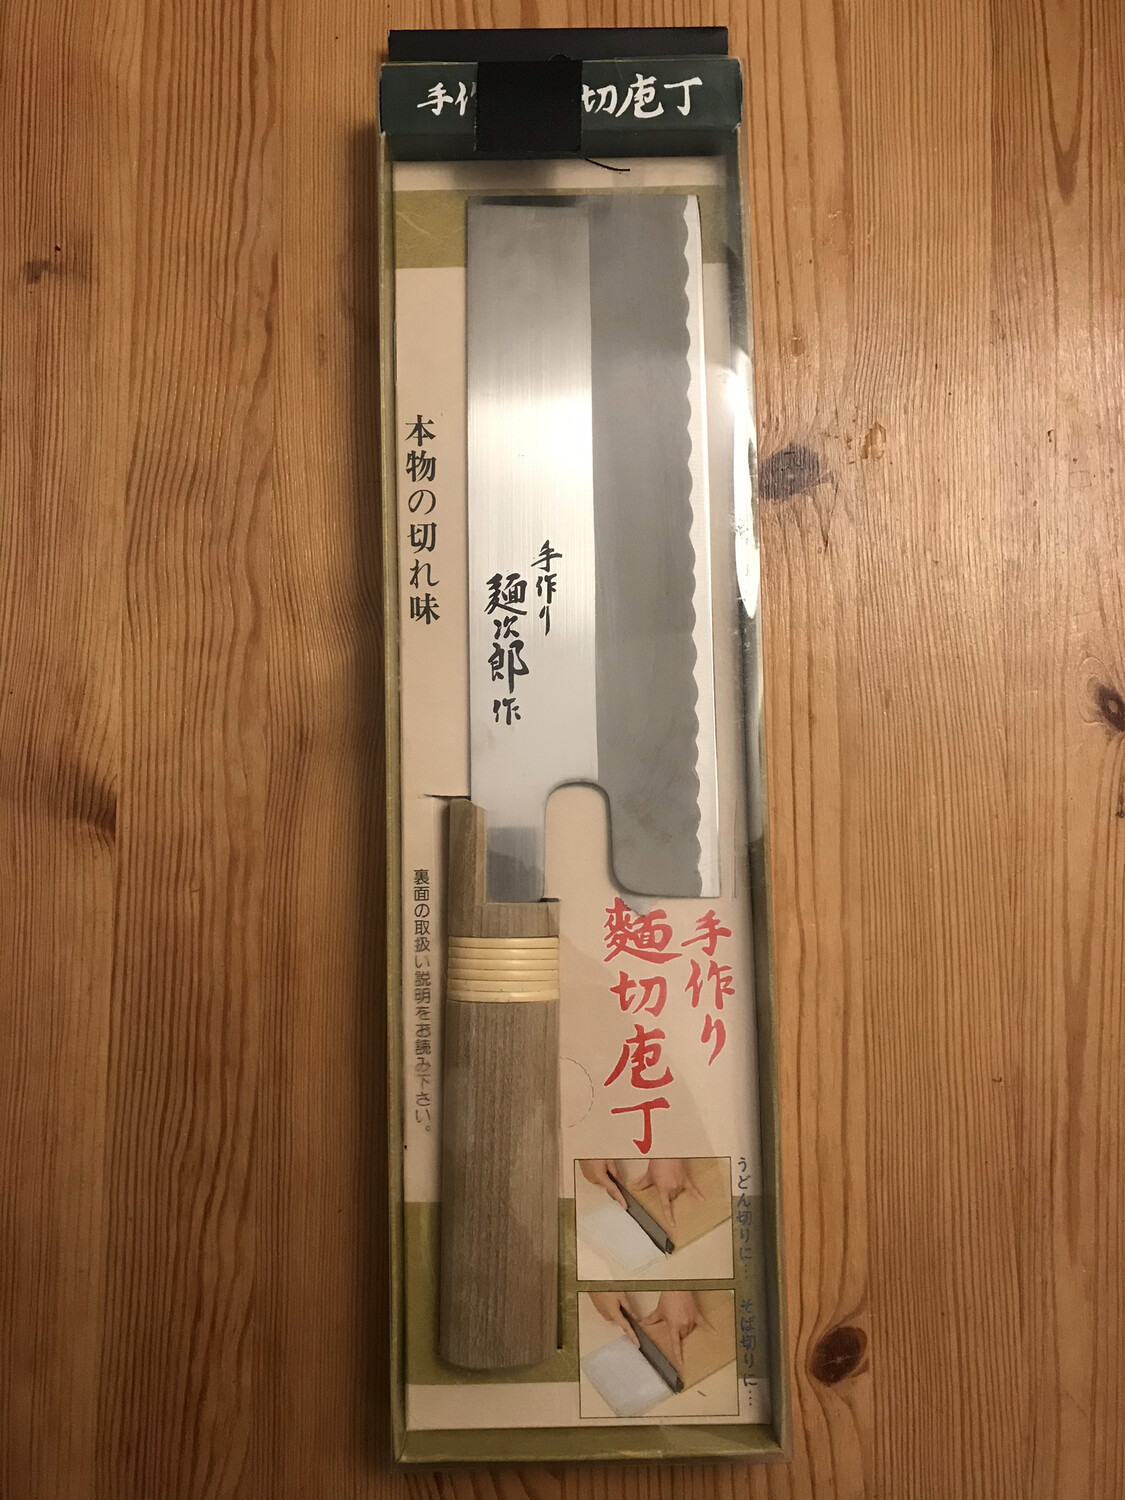 手作 切庖丁
本物の切れ味
手作り
麺次郎作
裏面の取扱い説明をお読み下さい。
手作り
麵切庖丁
うどん切りに…
そば切りに…